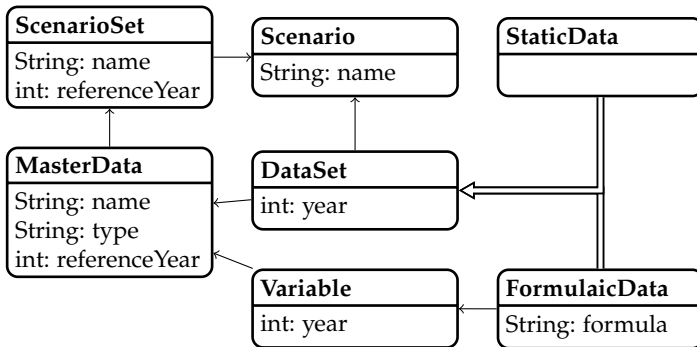 ScenarioSet
String: name
int: referenceYear
Scenario
String: name
StaticData
MasterData
String: name
String: type
int: referenceYear
DataSet
int: year
Variable
int: year
FormulaicData
String: formula